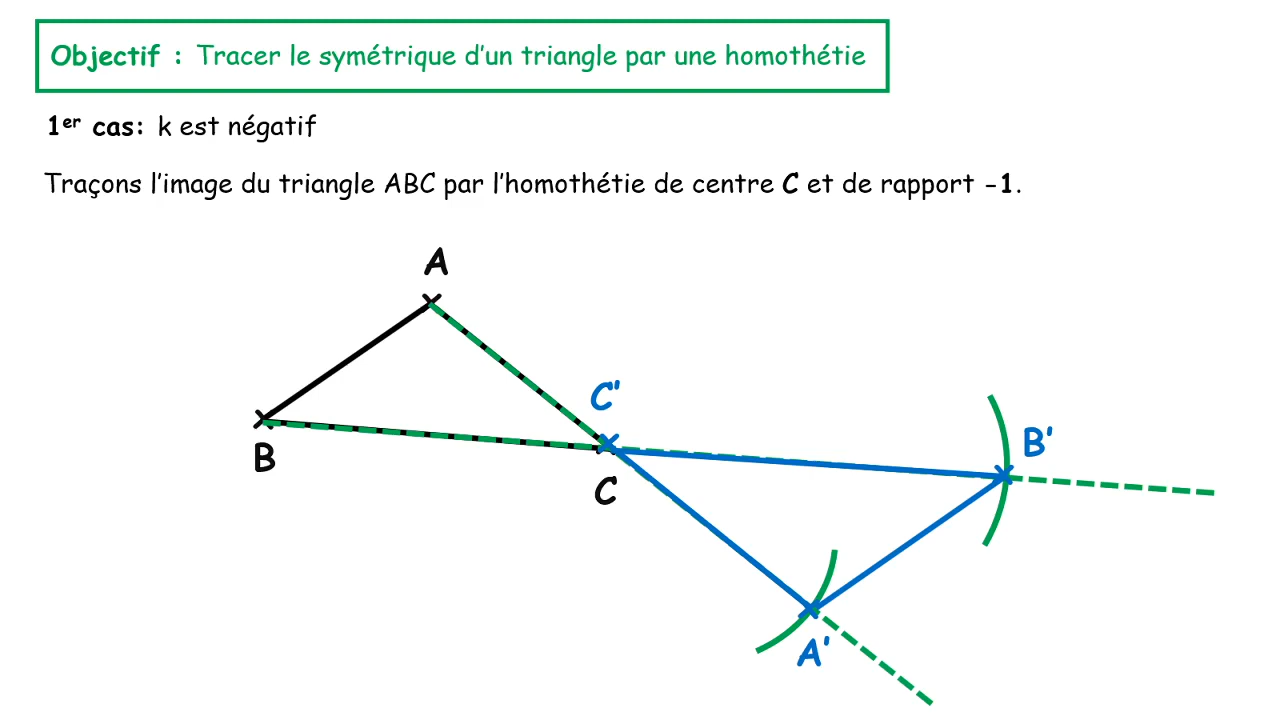 Objectif : Tracer le symétrique d'un triangle par une homothétie
1er cas: k est négatif
Traçons l'image du triangle ABC par l'homothétie de centre C et de rapport -1.
A
C'
B'
B
C
A'